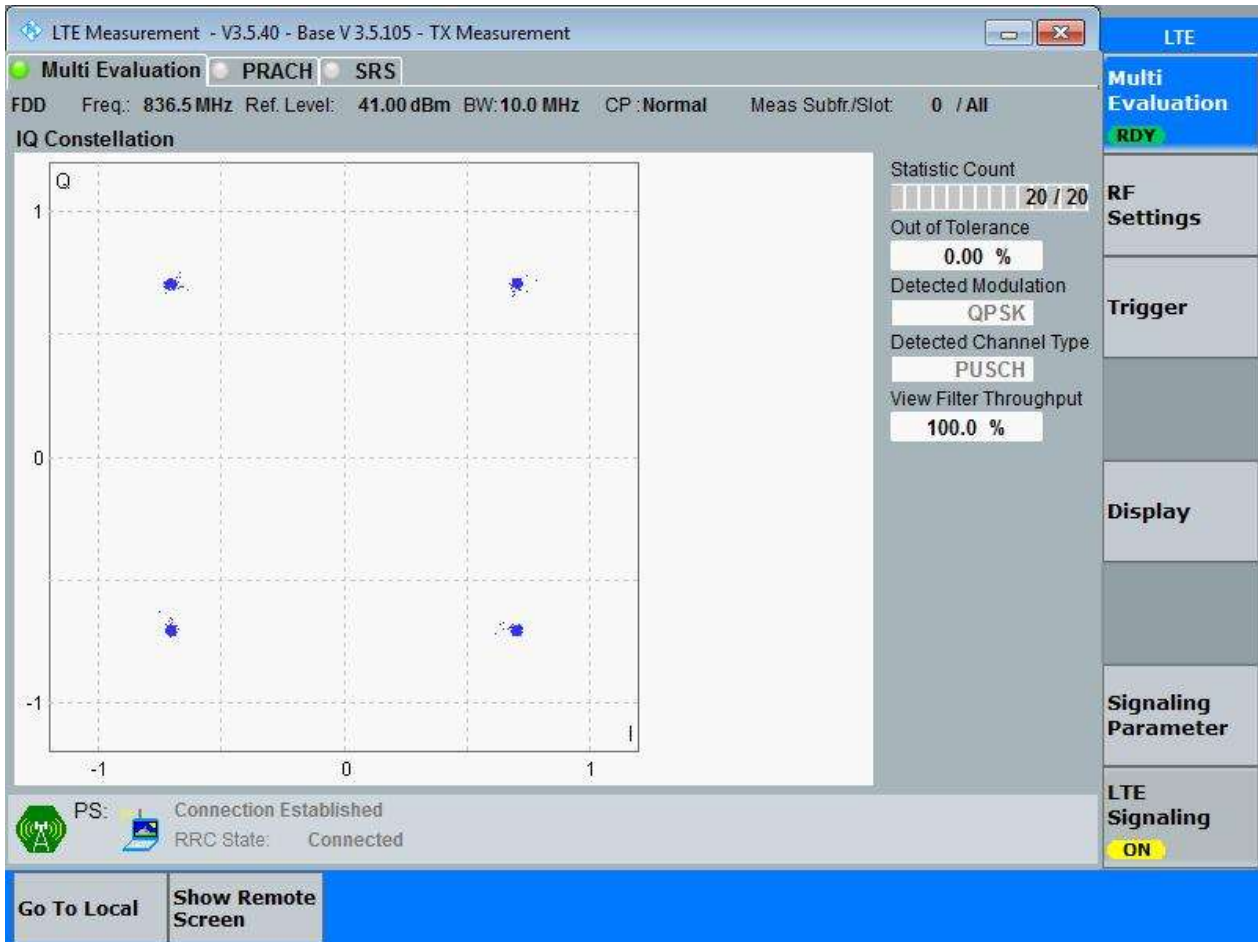 LTE Measurement - V3.5.40 - Base V 3.5.105 - TX Measurement
LTE
Multi Evaluation PRACH SRS
Multi
Evaluation
RDY
FDD Freq.: 836.5 MHz Ref. Level: 41.00 dBm BW: 10.0 MHz CP : Normal Meas Subfr./Slot: 0 / All
IQ Constellation
Q
1
0
-1
I
-1 0 1
Statistic Count
20 / 20
Out of Tolerance
0.00 %
Detected Modulation
QPSK
Detected Channel Type
PUSCH
View Filter Throughput
100.0 %
RF
Settings
Trigger
Display
Signaling
Parameter
LTE
Signaling
ON
PS: Connection Established
RRC State: Connected
Go To Local
Show Remote
Screen